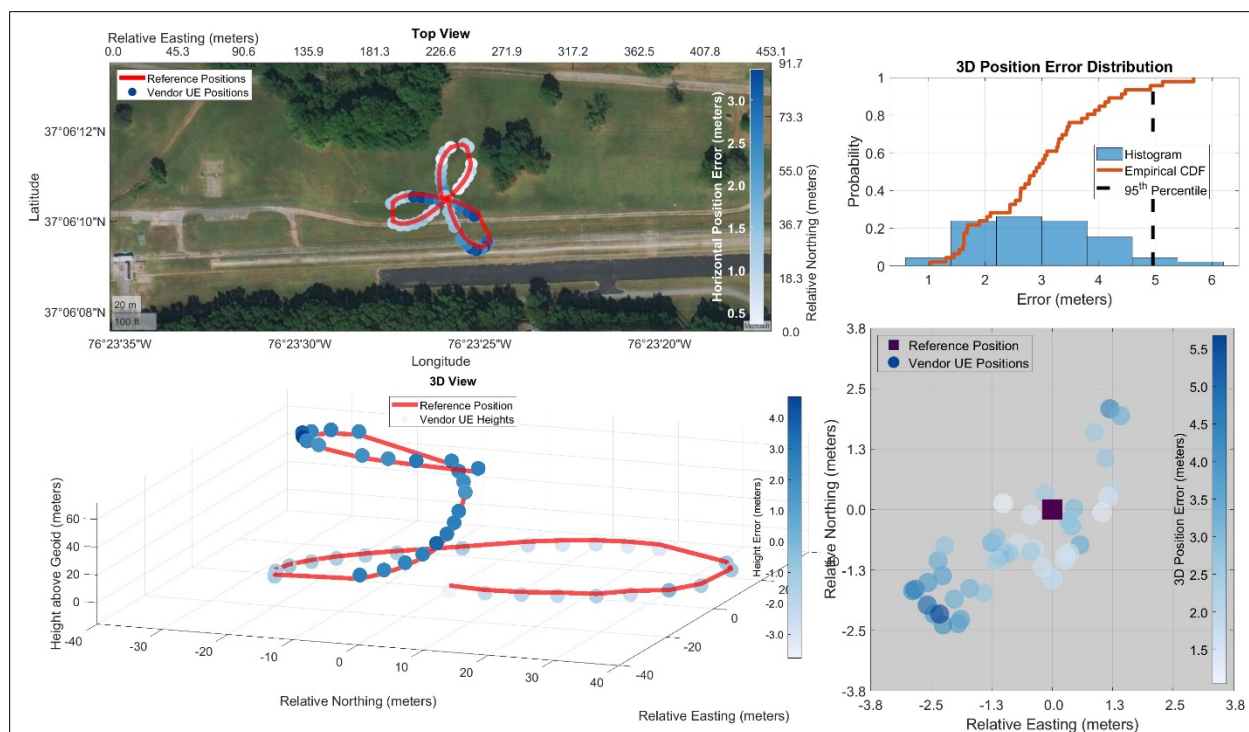 Relative Easting (meters)
Top View
0.0 45.3 90.6 135.9 181.3 226.6 271.9 317.2 362.5 407.8 453.1
Reference Positions
Vendor UE Positions
37°06'12"N
37°06'10"N
37°06'08"N
Latitude
20 m
100 ft
Microsoft
76°23'35"W 76°23'30"W 76°23'25"W 76°23'20"W
Longitude
Horizontal Position Error (meters)
3.0
2.5
2.0
1.5
1.0
0.5
91.7
73.3
55.0
36.7
18.3
0.0
Relative Northing (meters)
3D Position Error Distribution
1
0.8
0.6
0.4
0.2
0
Probability
Histogram
Empirical CDF
95th Percentile
1 2 3 4 5 6
Error (meters)
3D View
Reference Position
Vendor UE Heights
Height above Geoid (meters)
60
40
20
0
-40 -30 -20 -10 0 10 20 30 40
Relative Northing (meters)
-40
-20
0
20
Relative Easting (meters)
Height Error (meters)
4.0
3.0
2.0
1.0
0.0
-1.0
-2.0
-3.0
Reference Position
Vendor UE Positions
3.8
2.5
1.3
0.0
-1.3
-2.5
-3.8
Relative Northing (meters)
-3.8 -2.5 -1.3 0.0 1.3 2.5 3.8
Relative Easting (meters)
3D Position Error (meters)
5.5
5.0
4.5
4.0
3.5
3.0
2.5
2.0
1.5